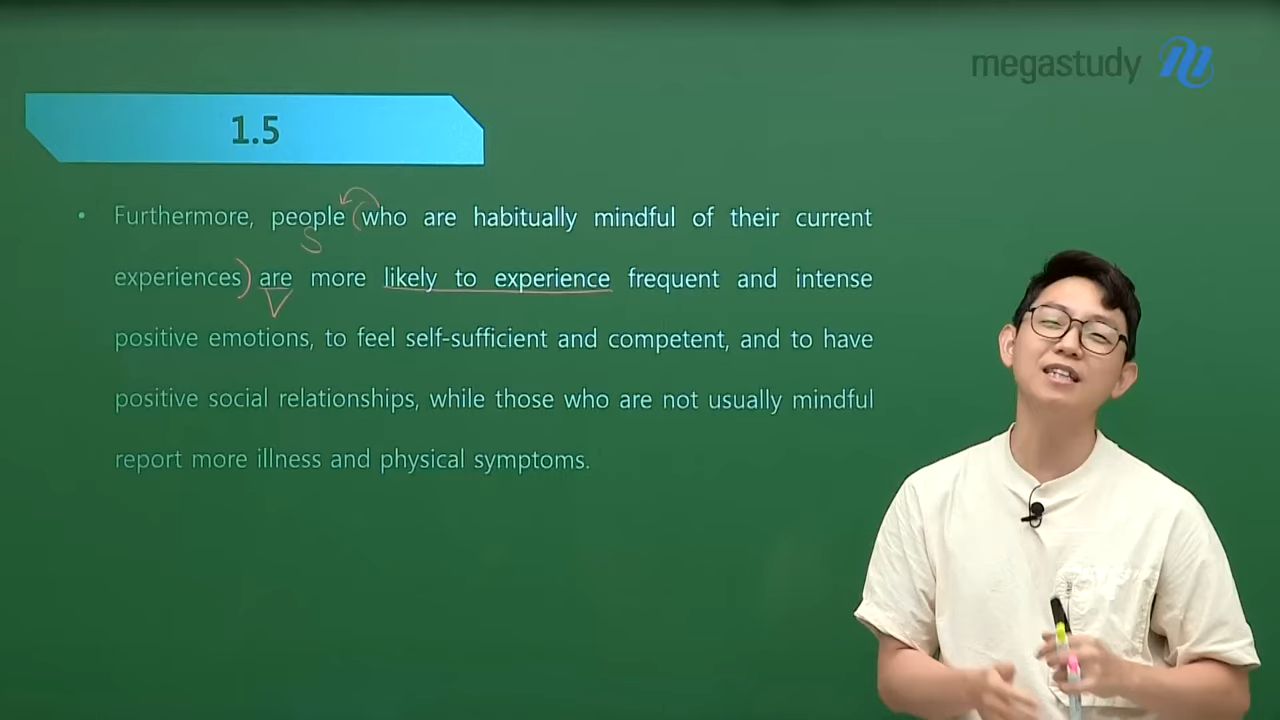 megastudy
1.5
• Furthermore, people (who are habitually mindful of their current
S
experiences) are more likely to experience frequent and intense
V
positive emotions, to feel self-sufficient and competent, and to have
positive social relationships, while those who are not usually mindful
report more illness and physical symptoms.